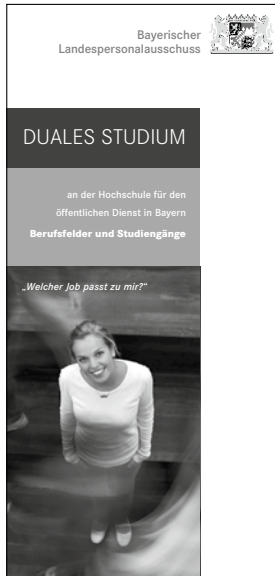 Bayerischer
Landespersonalausschuss
DUALES STUDIUM
an der Hochschule für den
öffentlichen Dienst in Bayern
Berufsfelder und Studiengänge
„Welcher Job passt zu mir?“